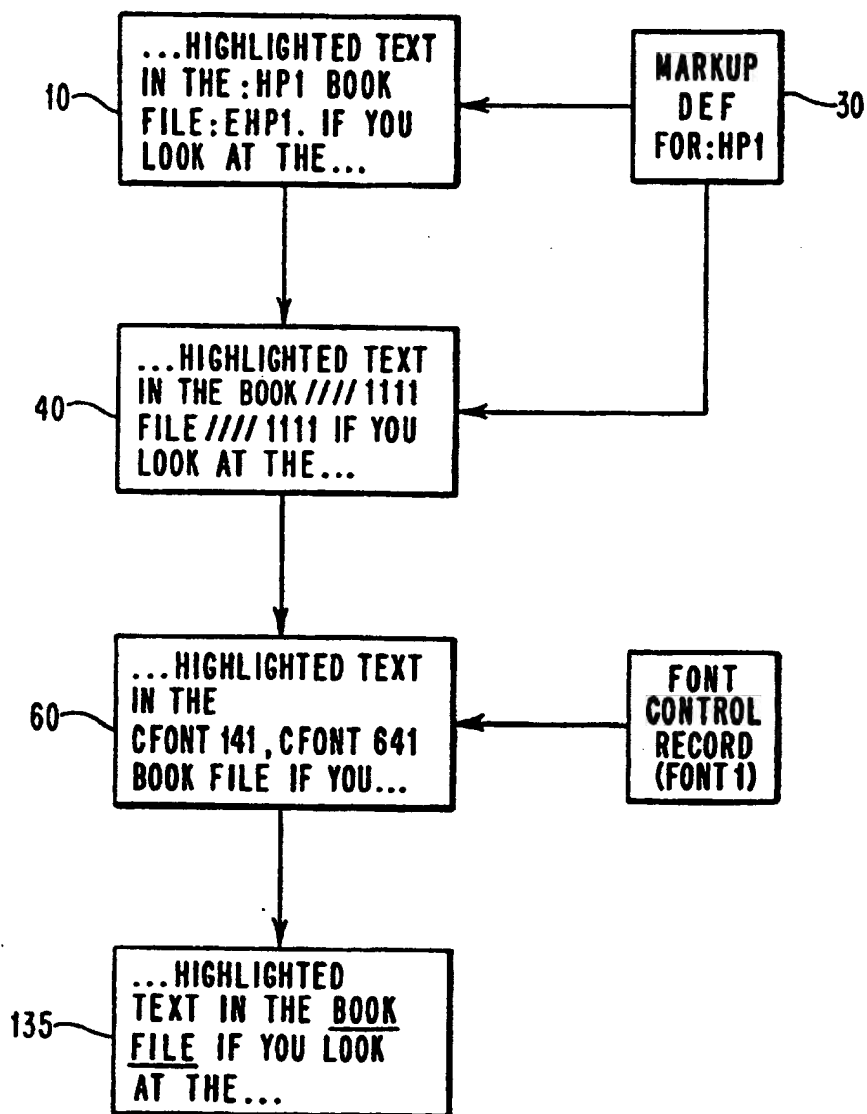 ...HIGHLIGHTED TEXT
IN THE :HP1 BOOK
FILE:EHP1. IF YOU
LOOK AT THE...
10
MARKUP
DEF
FOR:HP1
30
...HIGHLIGHTED TEXT
IN THE BOOK //// 1111
FILE //// 1111 IF YOU
LOOK AT THE...
40
...HIGHLIGHTED TEXT
IN THE
CFONT 141, CFONT 641
BOOK FILE IF YOU...
60
FONT
CONTROL
RECORD
(FONT 1)
...HIGHLIGHTED
TEXT IN THE BOOK
FILE IF YOU LOOK
AT THE...
135